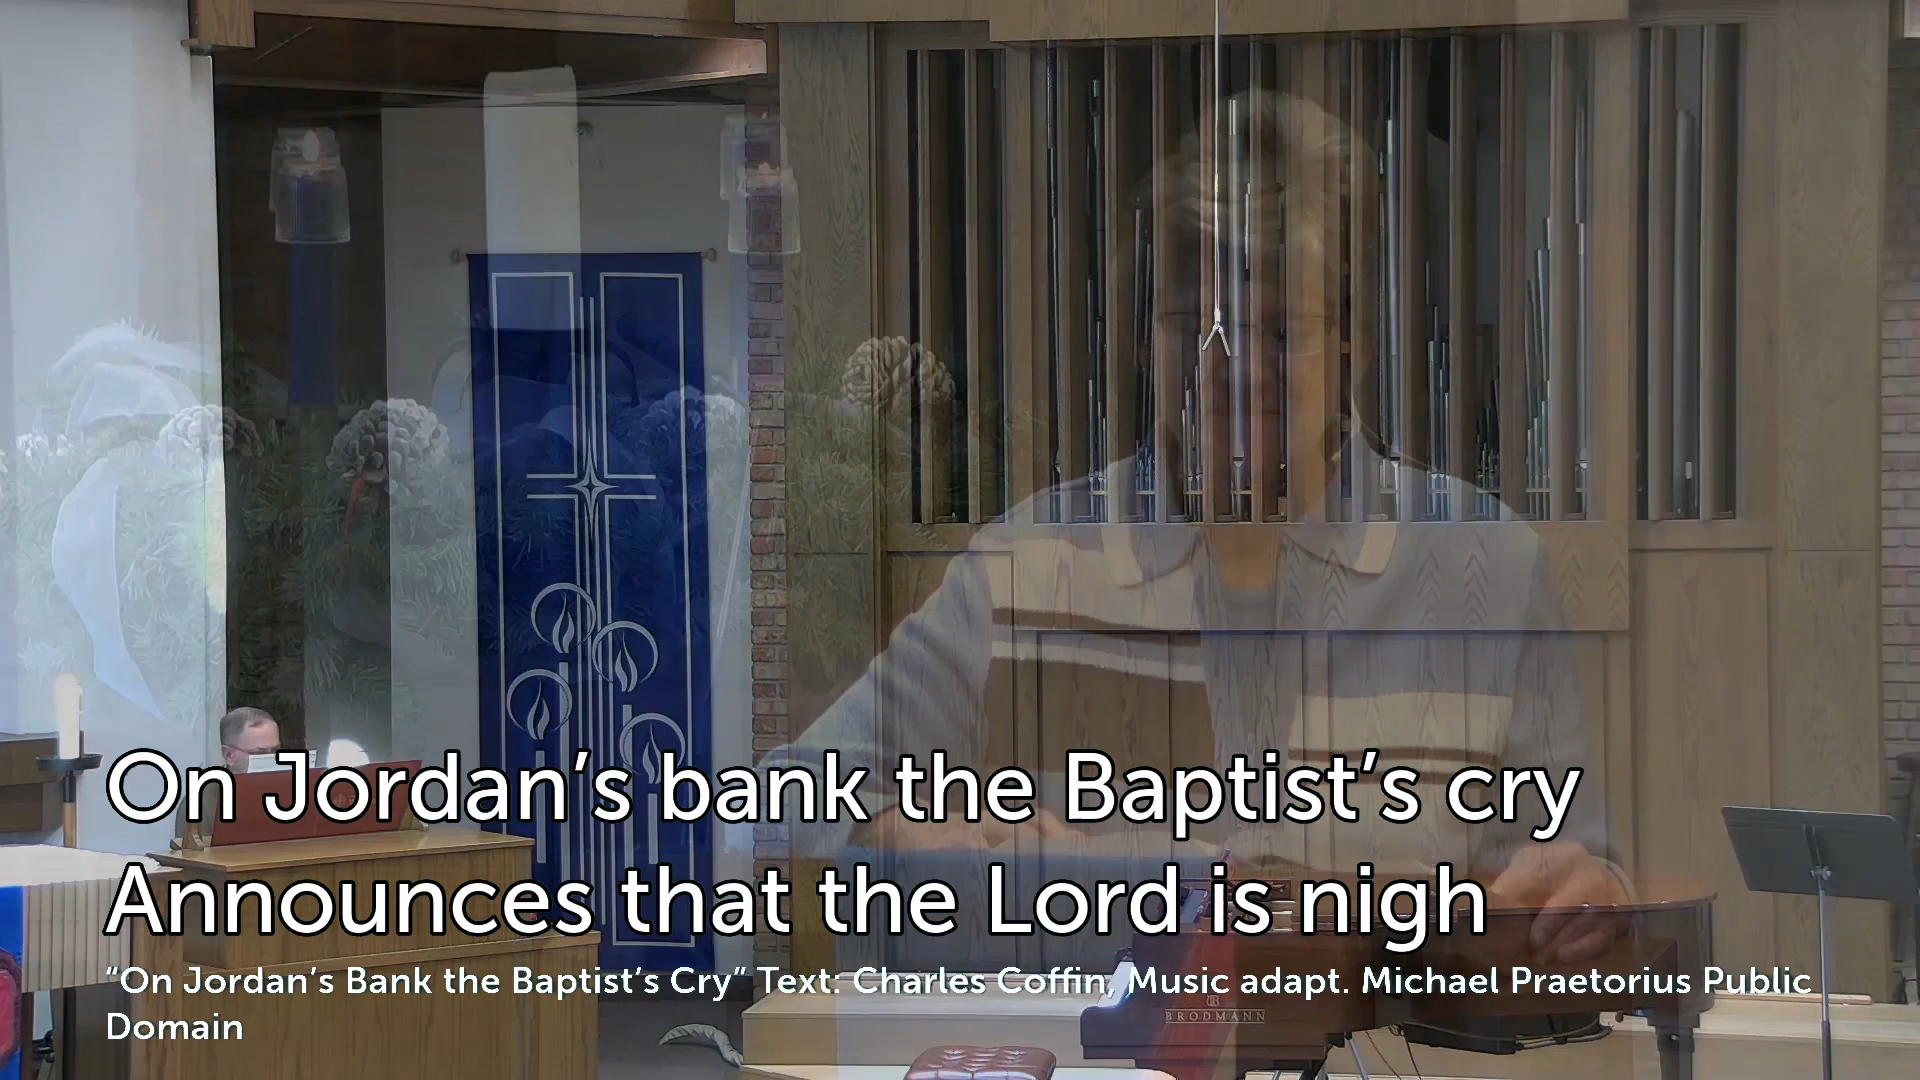 On Jordan’s bank the Baptist’s cry
Announces that the Lord is nigh
“On Jordan’s Bank the Baptist’s Cry” Text: Charles Coffin, Music adapt. Michael Praetorius Public
Domain
BRODMANN